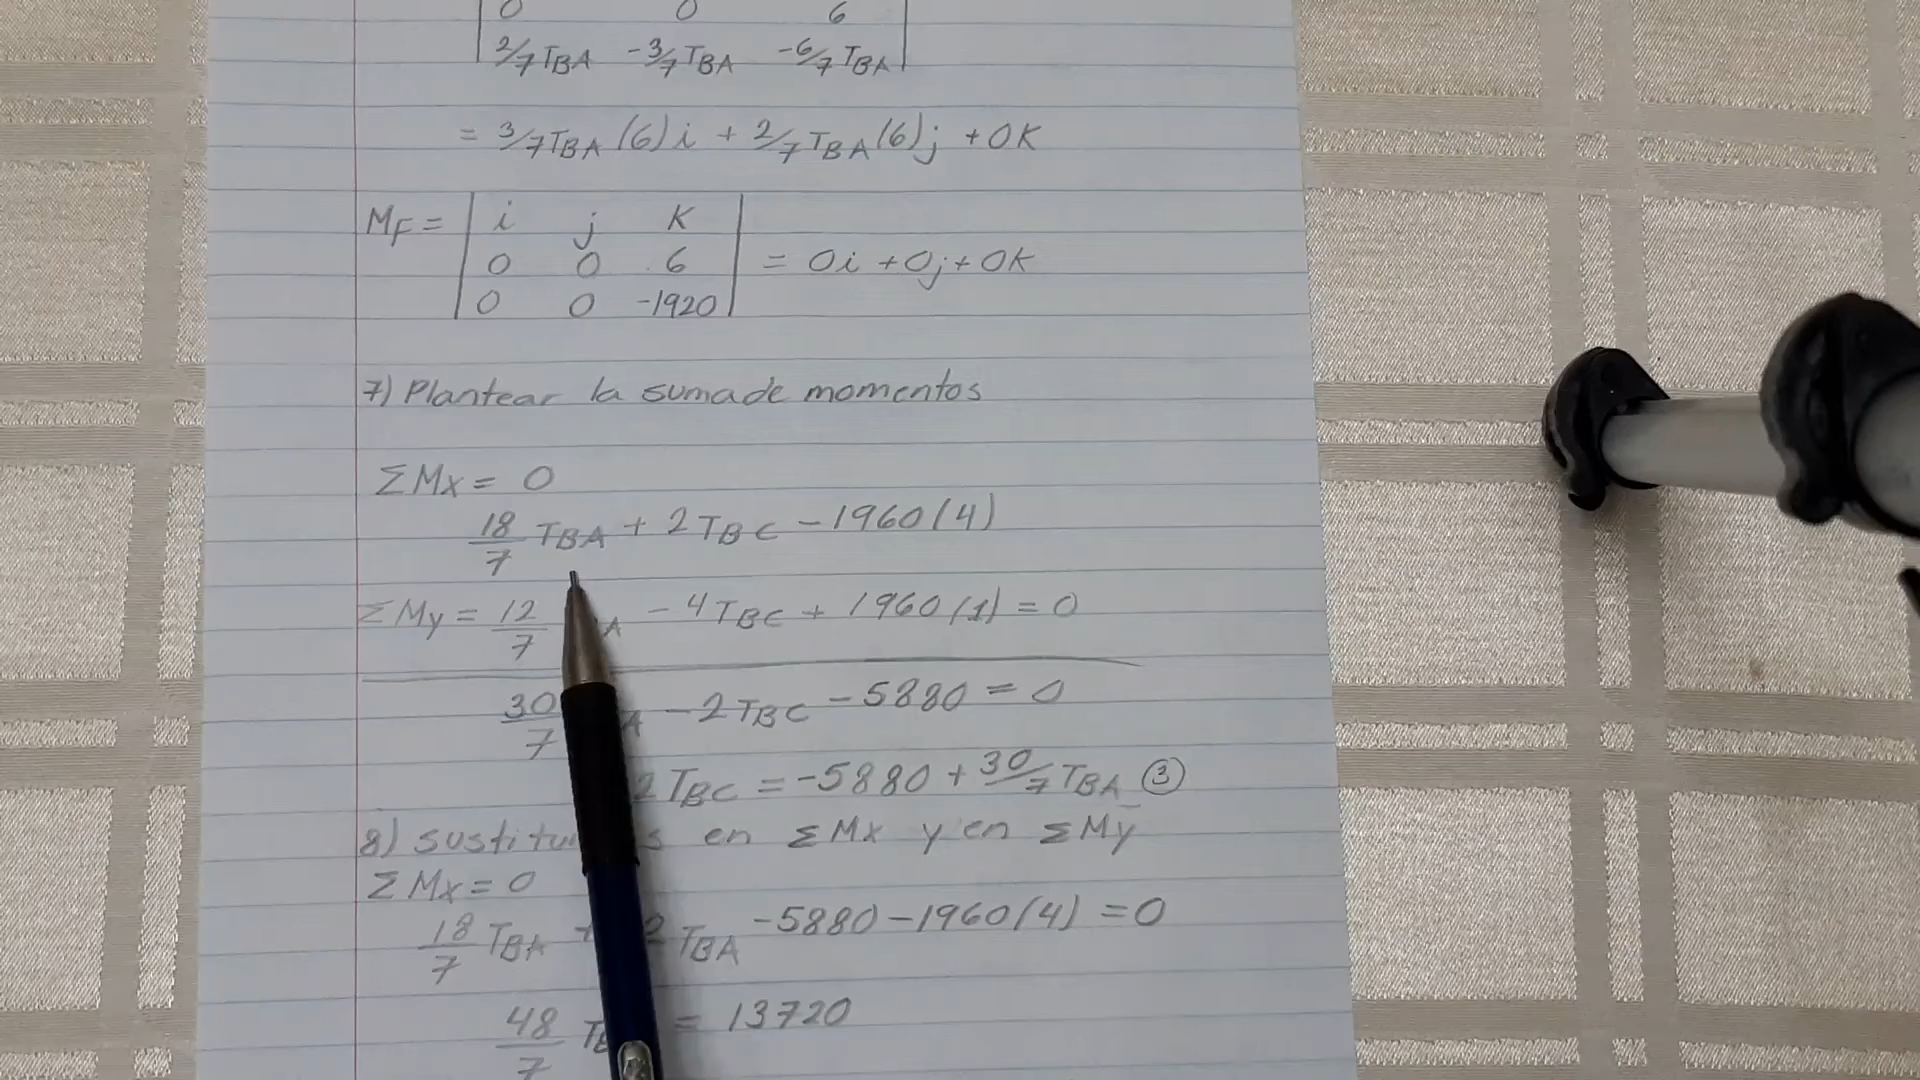 0 0 6
2/7 TBA -3/7 TBA -6/7 TBA
= 3/7 TBA (6) i + 2/7 TBA (6) j + 0K
MF = i j K
0 0 6 = 0i + 0j + 0K
0 0 -1920
7) Plantear la suma de momentos
ΣMx = 0
18/7 TBA + 2 TBC - 1960 (4)
ΣMy = 12/7 A - 4 TBC + 1960 (1) = 0
30/7 A - 2 TBC - 5880 = 0
2 TBC = -5880 + 30/7 TBA ③
8) en ΣMx y en ΣMy
ΣMx = 0
18/7 TBA TBA - 5880 - 1960 (4) = 0
48/7 = 13720